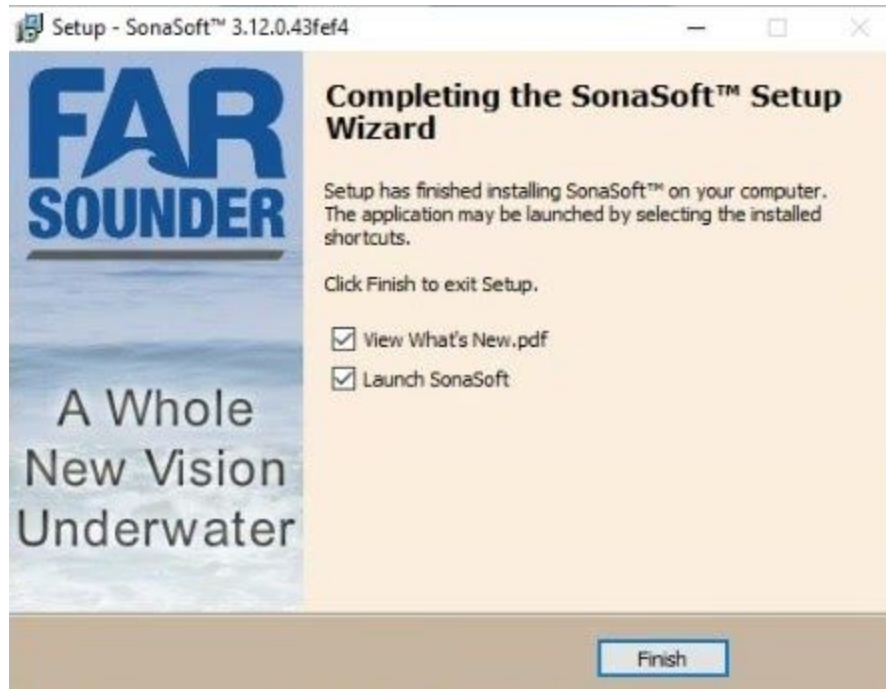 Setup - SonaSoft™ 3.12.0.43fef4
FAR
SOUNDER
A Whole
New Vision
Underwater
Completing the SonaSoft™ Setup
Wizard
Setup has finished installing SonaSoft™ on your computer.
The application may be launched by selecting the installed
shortcuts.
Click Finish to exit Setup.
View What's New.pdf
Launch SonaSoft
Finish